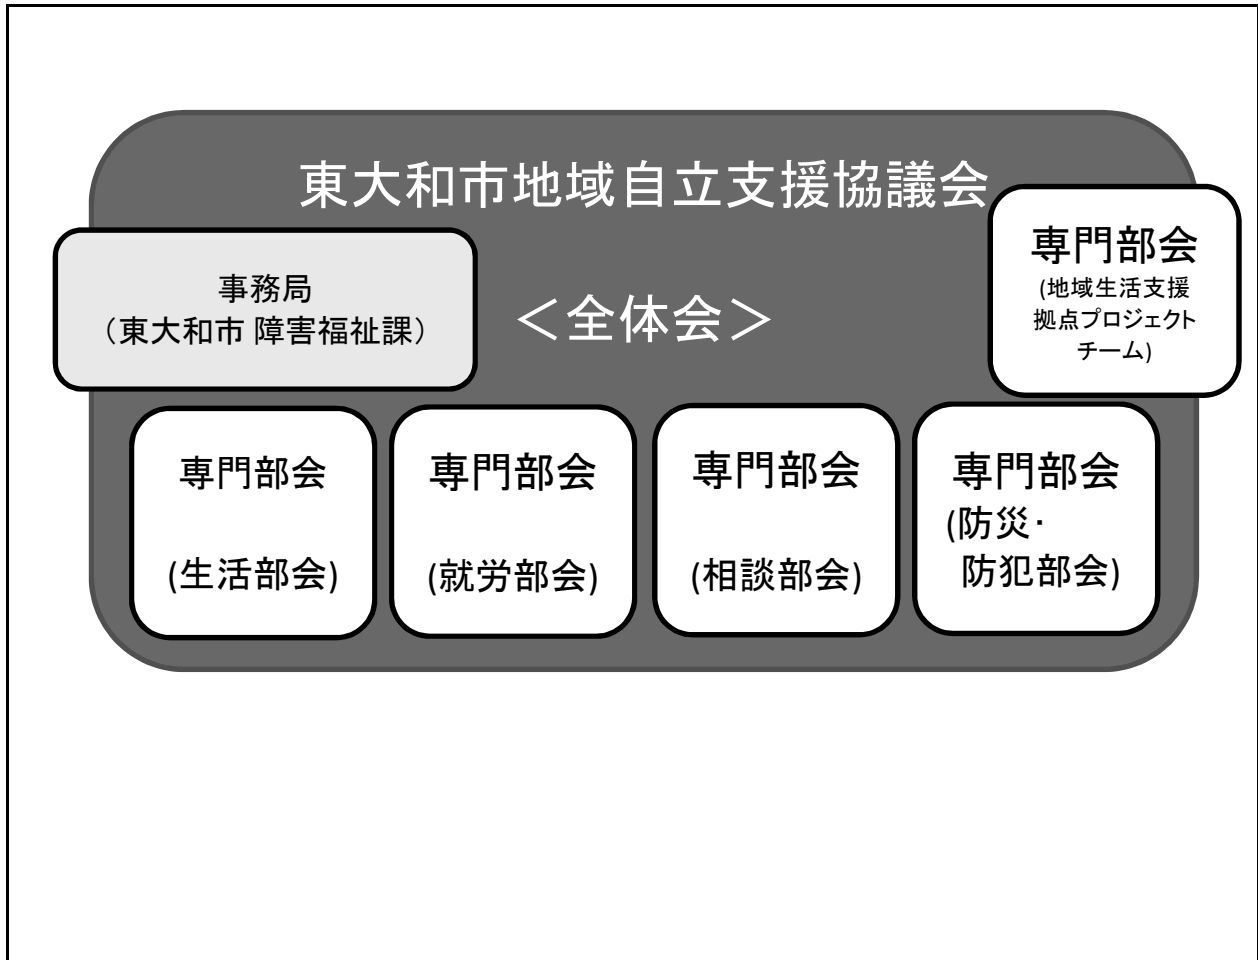 東大和市地域自立支援協議会
事務局
（東大和市 障害福祉課）
＜全体会＞
専門部会
(地域生活支援
拠点プロジェクト
チーム)
専門部会
(生活部会)
専門部会
(就労部会)
専門部会
(相談部会)
専門部会
(防災・
防犯部会)